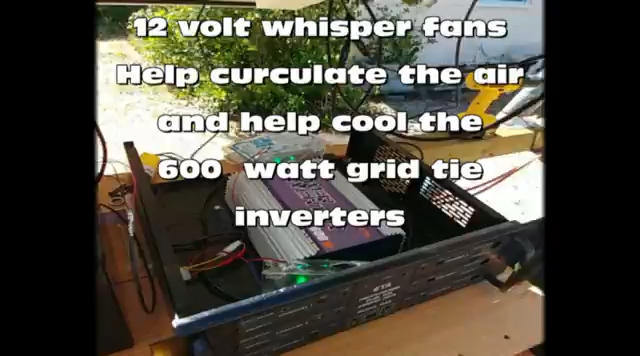 12 volt whisper fans
Help curculate the air
and help cool the
600 watt grid tie
inverters